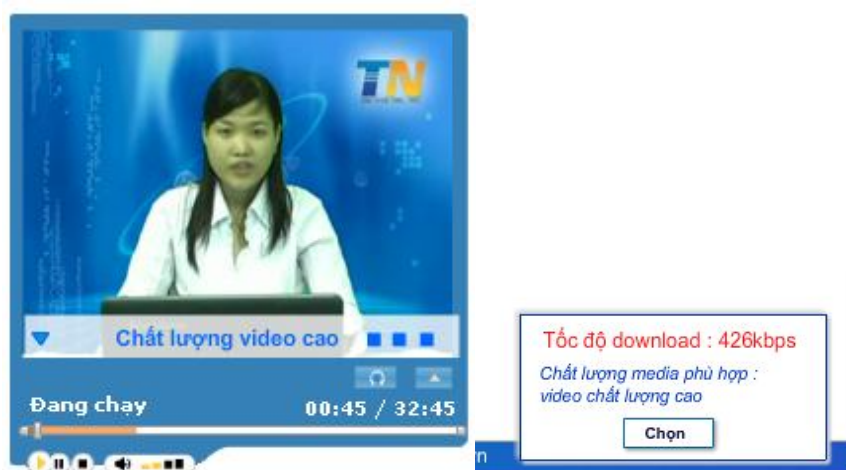 TN
Chất lượng video cao
Đang chạy
00:45 / 32:45
Tốc độ download : 426kbps
Chất lượng media phù hợp :
video chất lượng cao
Chọn